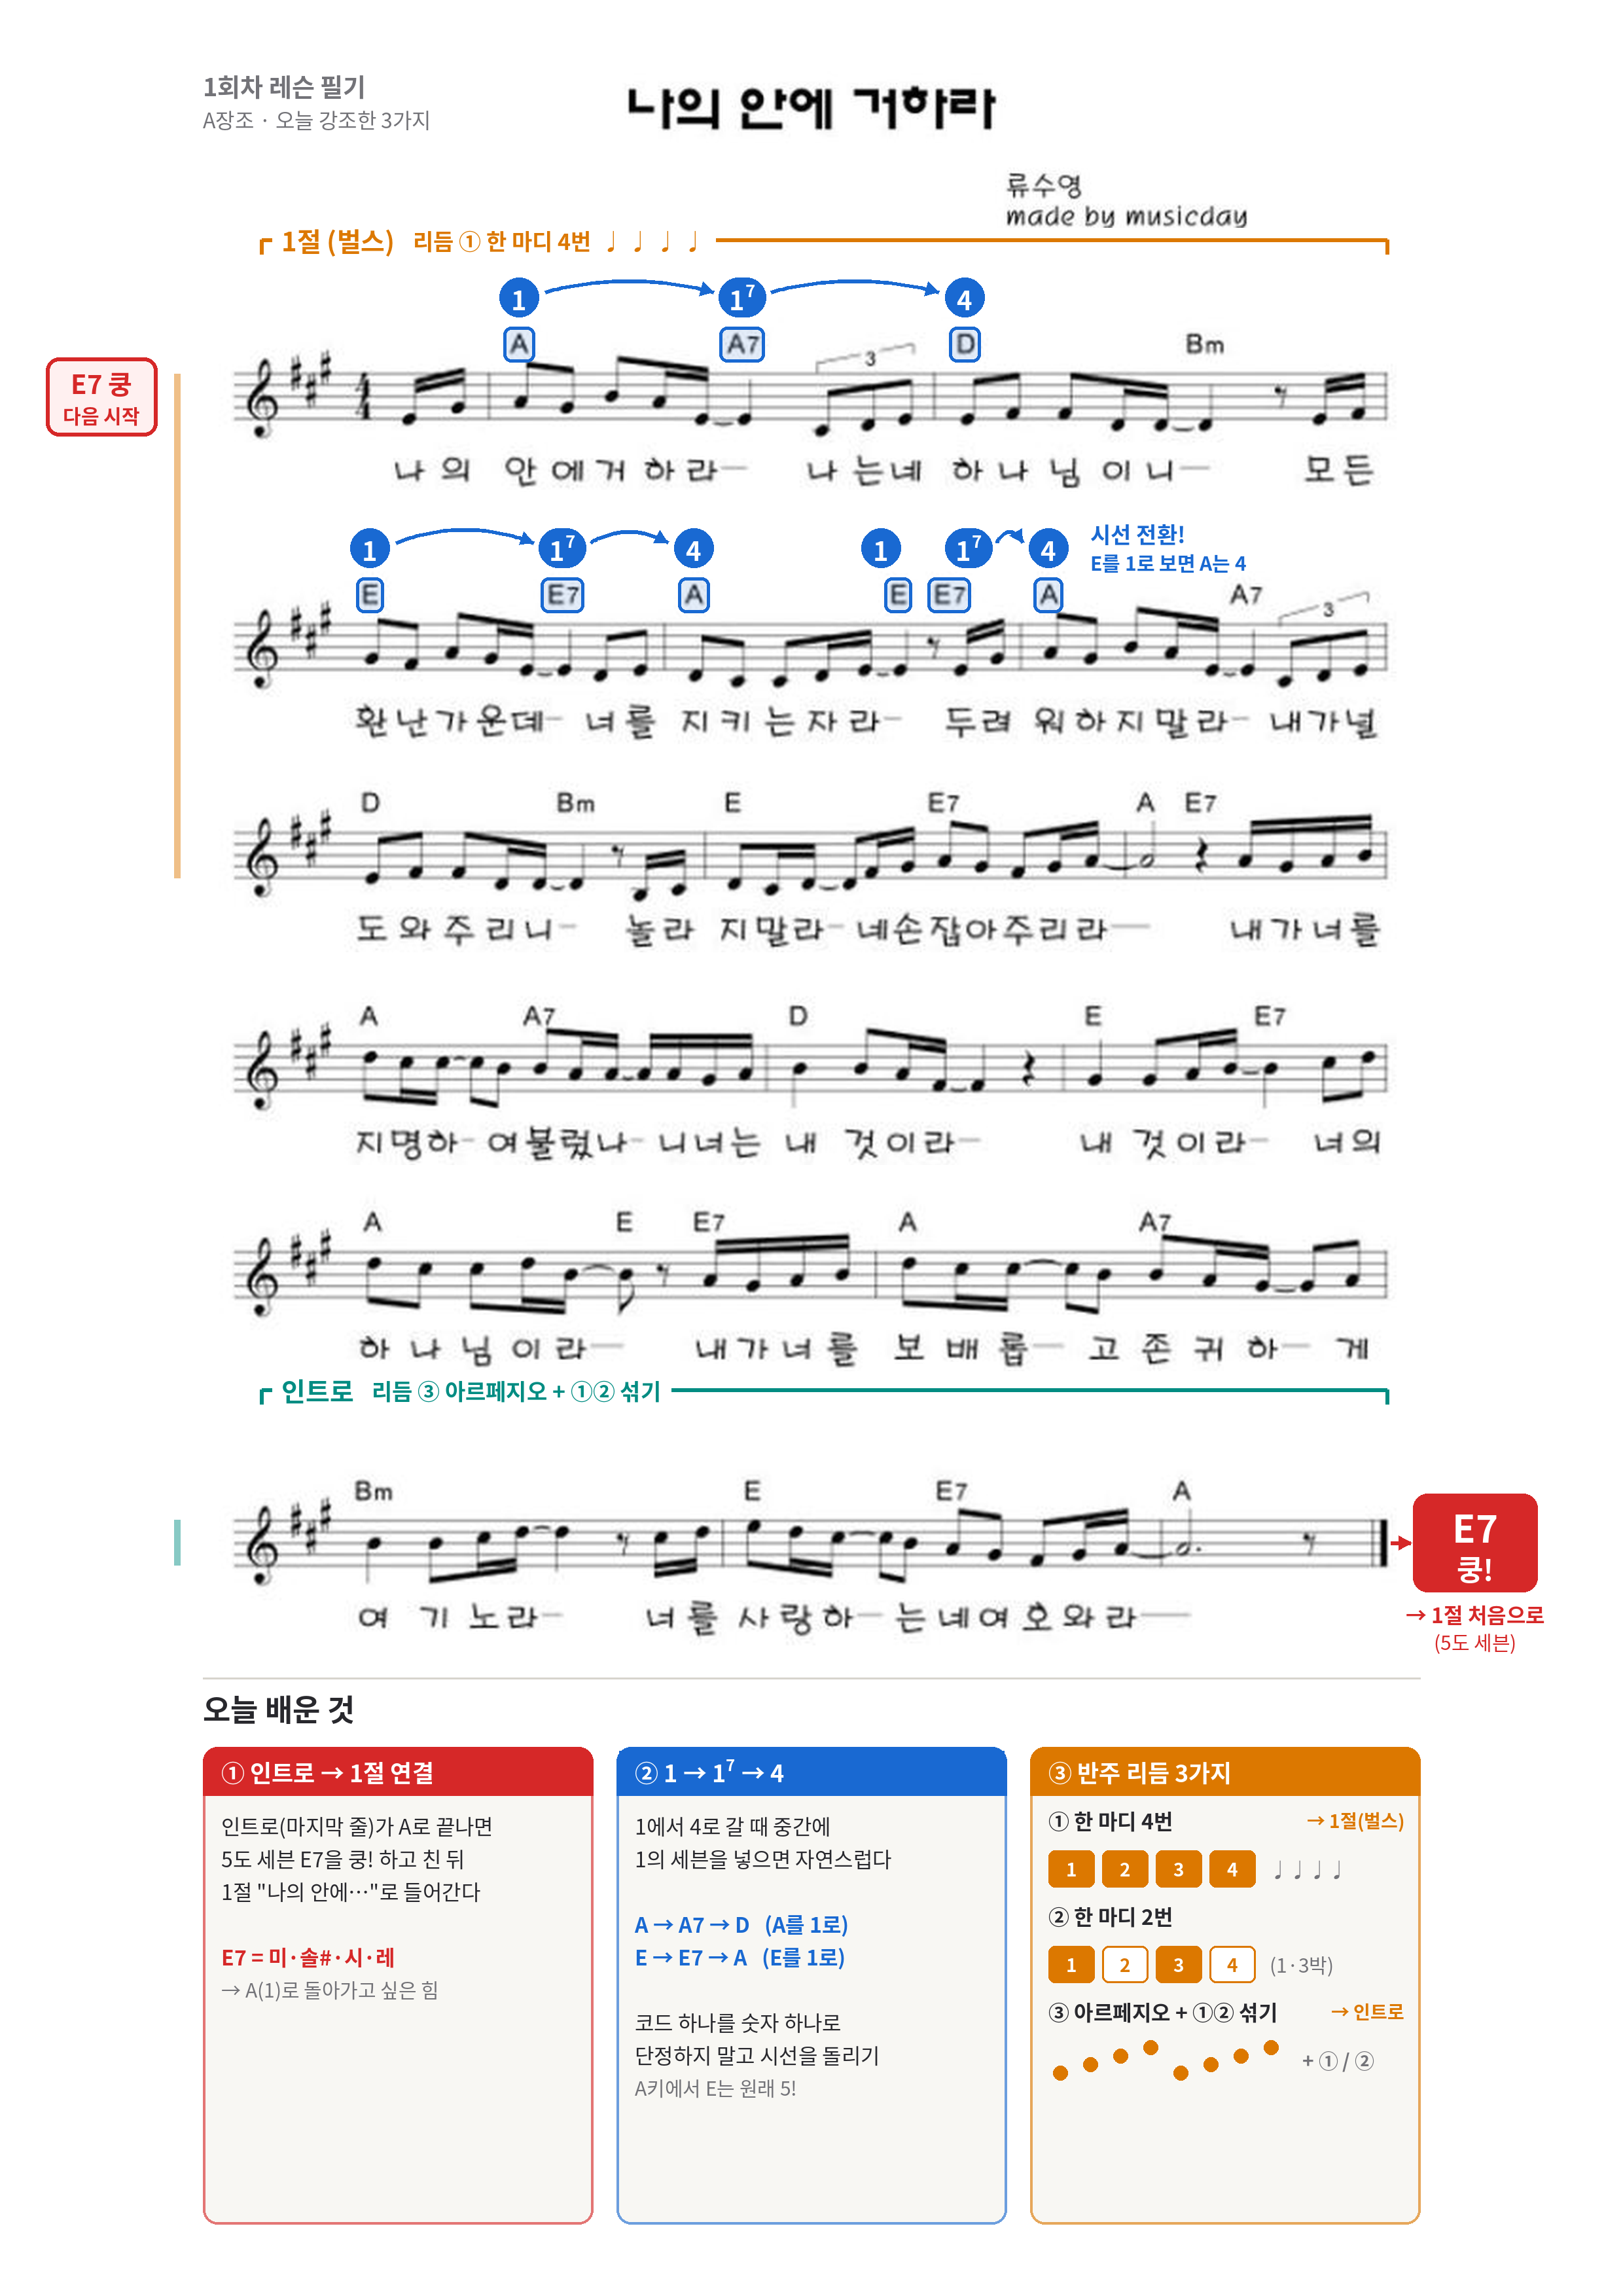 1회차 레슨 필기
A장조 · 오늘 강조한 3가지
나의 안에 거하라
류수영
made by musicday
1절 (벌스) 리듬 ① 한 마디 4번 ♩ ♩ ♩ ♩
1 1⁷ 4
A A7 D Bm
E7 쿵
다음 시작
3
4
4
나 의 안 에 거 하 라 나 는 네 하 나 님 이 니 모 든
1 1⁷ 4 1 1⁷ 4
시선 전환!
E를 1로 보면 A는 4
E E7 A E E7 A A7
3
환 난 가 운 데 너 를 지 키 는 자 라 두 려 워 하 지 말 라 내 가 널
D Bm E E7 A E7
도 와 주 리 니 놀 라 지 말 라 네 손 잡 아 주 리 라 내 가 너 를
A A7 D E E7
지 명 하 여 불 렀 나 니 너 는 내 것 이 라 내 것 이 라 너 의
A E E7 A A7
하 나 님 이 라 내 가 너 를 보 배 롭 고 존 귀 하 게
인트로 리듬 ③ 아르페지오 + ①② 섞기
Bm E E7 A
여 기 노 라 너 를 사 랑 하 는 네 여 호 와 라
E7
쿵!
→ 1절 처음으로
(5도 세븐)
오늘 배운 것
① 인트로 → 1절 연결
인트로(마지막 줄)가 A로 끝나면
5도 세븐 E7을 쿵! 하고 친 뒤
1절 "나의 안에…"로 들어간다
E7 = 미·솔#·시·레
→ A(1)로 돌아가고 싶은 힘
② 1 → 1⁷ → 4
1에서 4로 갈 때 중간에
1의 세븐을 넣으면 자연스럽다
A → A7 → D (A를 1로)
E → E7 → A (E를 1로)
코드 하나를 숫자 하나로
단정하지 말고 시선을 돌리기
A키에서 E는 원래 5!
③ 반주 리듬 3가지
① 한 마디 4번 → 1절(벌스)
1 2 3 4 ♩ ♩ ♩ ♩
② 한 마디 2번
1 2 3 4 (1·3박)
③ 아르페지오 + ①② 섞기 → 인트로
+ ① / ②